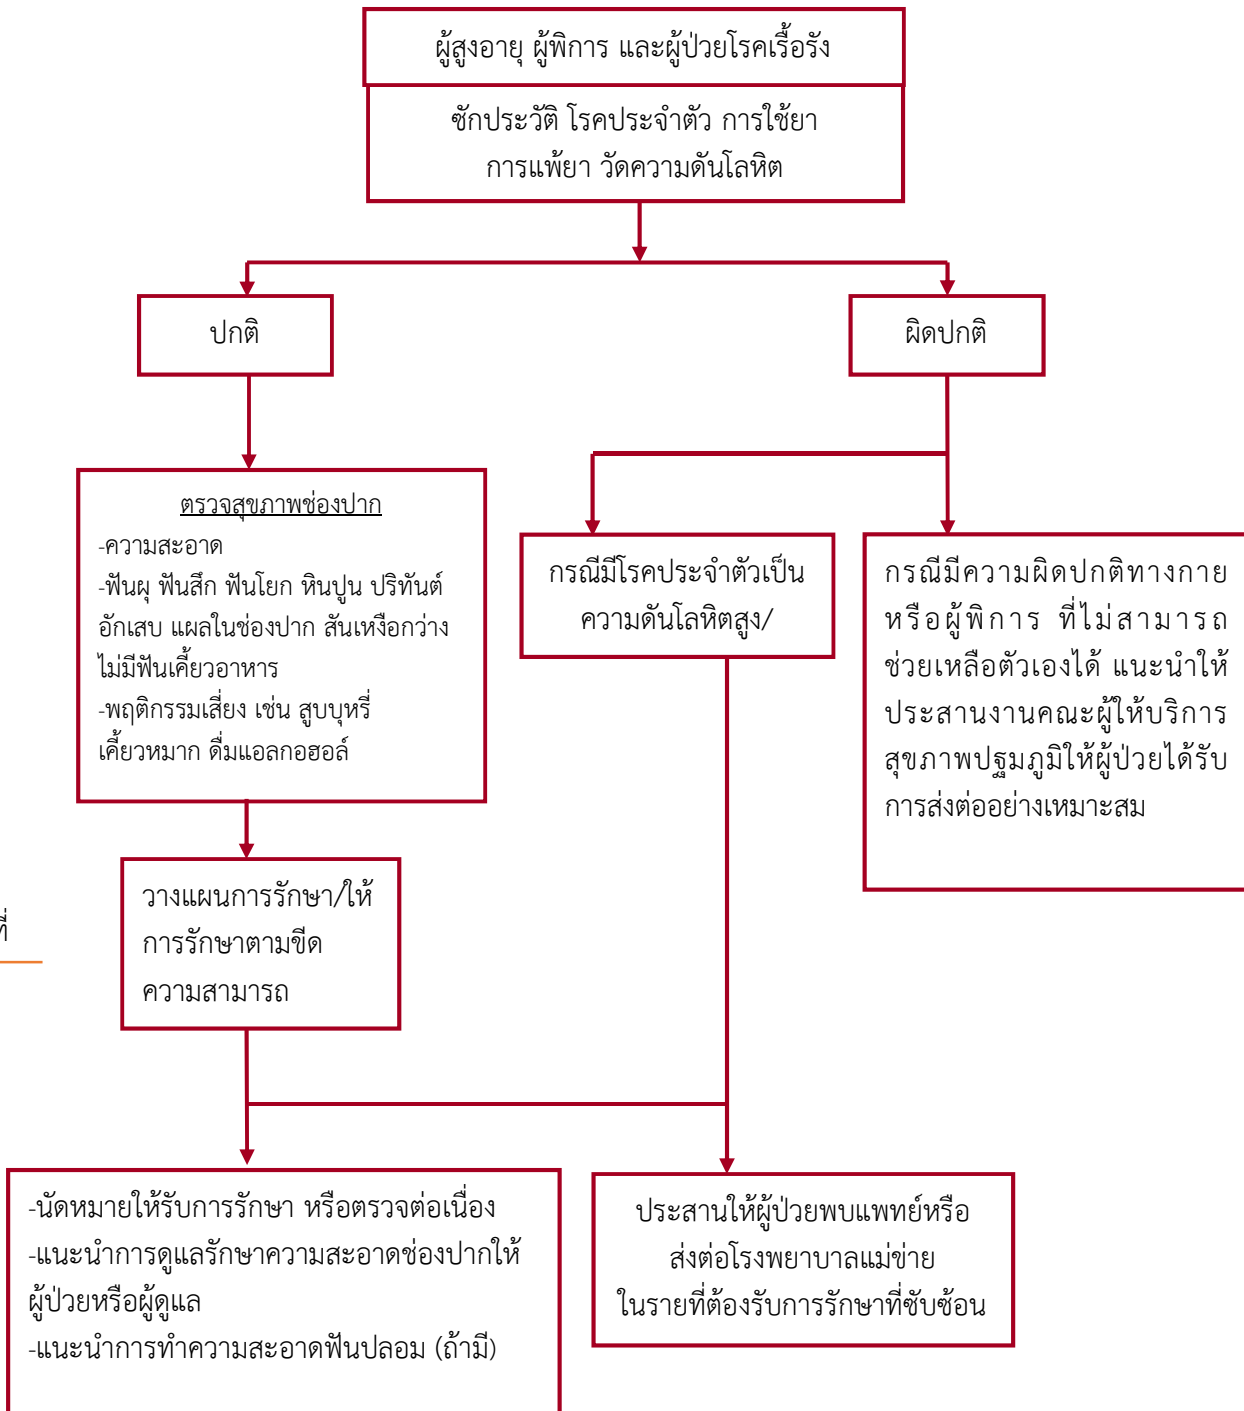 ผู้สูงอายุ ผู้พิการ และผู้ป่วยโรคเรื้อรัง
ซักประวัติ โรคประจำตัว การใช้ยา
การแพ้ยา วัดความดันโลหิต
ปกติ
ผิดปกติ
ตรวจสุขภาพช่องปาก
-ความสะอาด
-ฟันผุ ฟันสึก ฟันโยก หินปูน ปริทันต์
อักเสบ แผลในช่องปาก สันเหงือกว่าง
ไม่มีฟันเคี้ยวอาหาร
-พฤติกรรมเสี่ยง เช่น สูบบุหรี่
เคี้ยวหมาก ดื่มแอลกอฮอล์
กรณีมีโรคประจำตัวเป็น
ความดันโลหิตสูง/
กรณีมีความผิดปกติทางกาย
หรือผู้พิการ ที่ไม่สามารถ
ช่วยเหลือตัวเองได้ แนะนำให้
ประสานงานคณะผู้ให้บริการ
สุขภาพปฐมภูมิให้ผู้ป่วยได้รับ
การส่งต่ออย่างเหมาะสม
วางแผนการรักษา/ให้
การรักษาตามขีด
ความสามารถ
ที่
-นัดหมายให้รับการรักษา หรือตรวจต่อเนื่อง
-แนะนำการดูแลรักษาความสะอาดช่องปากให้
ผู้ป่วยหรือผู้ดูแล
-แนะนำการทำความสะอาดฟันปลอม (ถ้ามี)
ประสานให้ผู้ป่วยพบแพทย์หรือ
ส่งต่อโรงพยาบาลแม่ข่าย
ในรายที่ต้องรับการรักษาที่ซับซ้อน